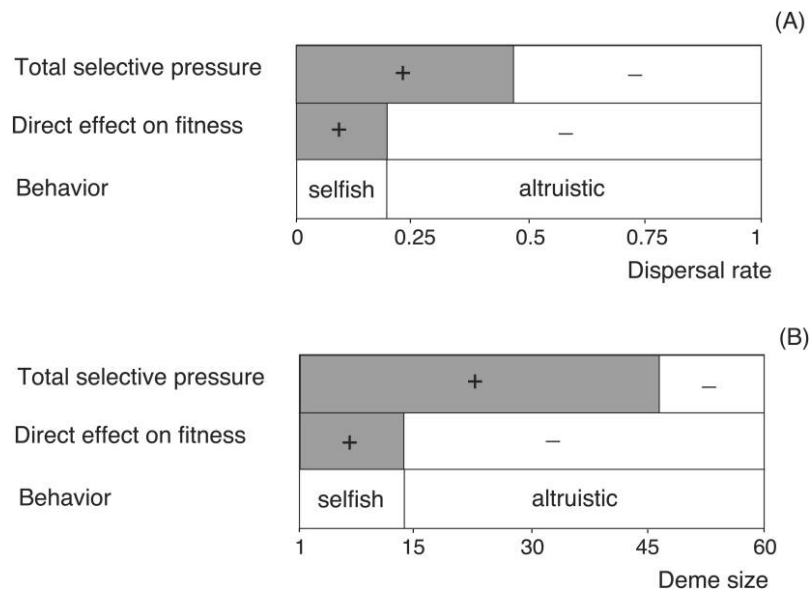 (A)
Total selective pressure + –
Direct effect on fitness + –
Behavior selfish altruistic
0 0.25 0.5 0.75 1
Dispersal rate
(B)
Total selective pressure + –
Direct effect on fitness + –
Behavior selfish altruistic
1 15 30 45 60
Deme size